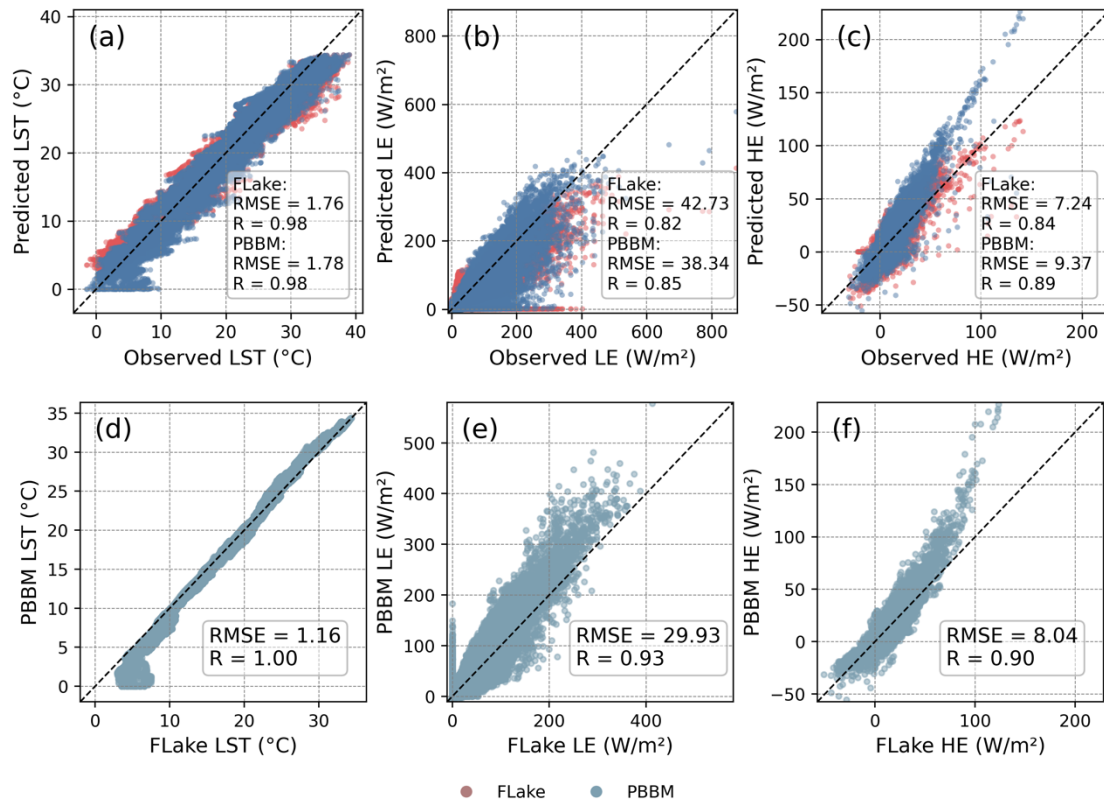 (a)
Predicted LST (°C)
40
30
20
10
0
0 10 20 30 40
Observed LST (°C)
FLake:
RMSE = 1.76
R = 0.98
PBBM:
RMSE = 1.78
R = 0.98
(b)
Predicted LE (W/m²)
800
600
400
200
0
0 200 400 600 800
Observed LE (W/m²)
FLake:
RMSE = 42.73
R = 0.82
PBBM:
RMSE = 38.34
R = 0.85
(c)
Predicted HE (W/m²)
200
150
100
50
0
−50
0 100 200
Observed HE (W/m²)
FLake:
RMSE = 7.24
R = 0.84
PBBM:
RMSE = 9.37
R = 0.89
(d)
PBBM LST (°C)
35
30
25
20
15
10
5
0
0 10 20 30
FLake LST (°C)
RMSE = 1.16
R = 1.00
(e)
PBBM LE (W/m²)
500
400
300
200
100
0
0 200 400
FLake LE (W/m²)
RMSE = 29.93
R = 0.93
(f)
PBBM HE (W/m²)
200
150
100
50
0
−50
0 100 200
FLake HE (W/m²)
RMSE = 8.04
R = 0.90
FLake PBBM